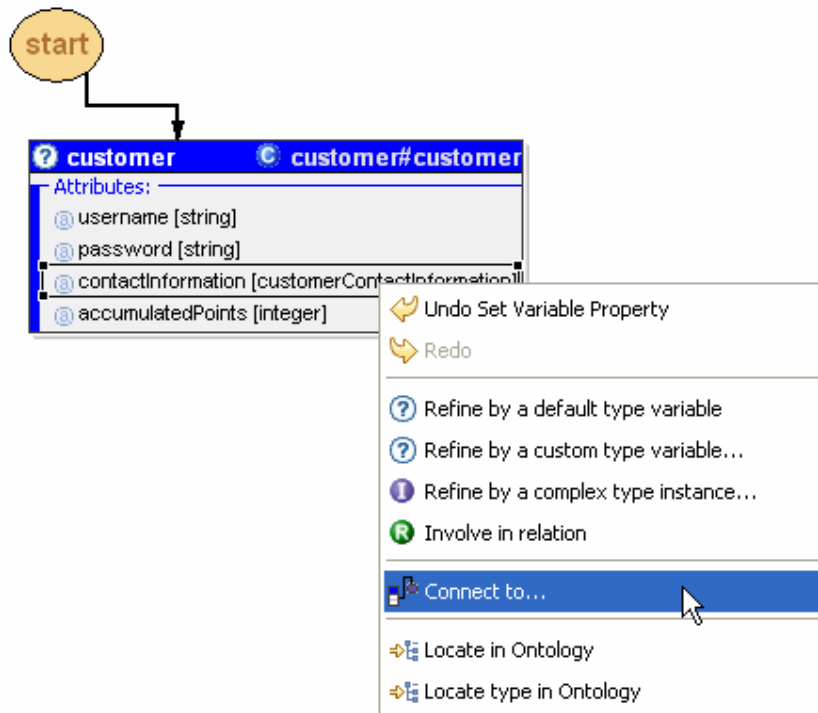 start
? customer C customer#customer
Attributes:
@ username [string]
@ password [string]
@ contactInformation [customerContactInformation]
@ accumulatedPoints [integer]
Undo Set Variable Property
Redo
? Refine by a default type variable
? Refine by a custom type variable...
I Refine by a complex type instance...
R Involve in relation
Connect to...
Locate in Ontology
Locate type in Ontology